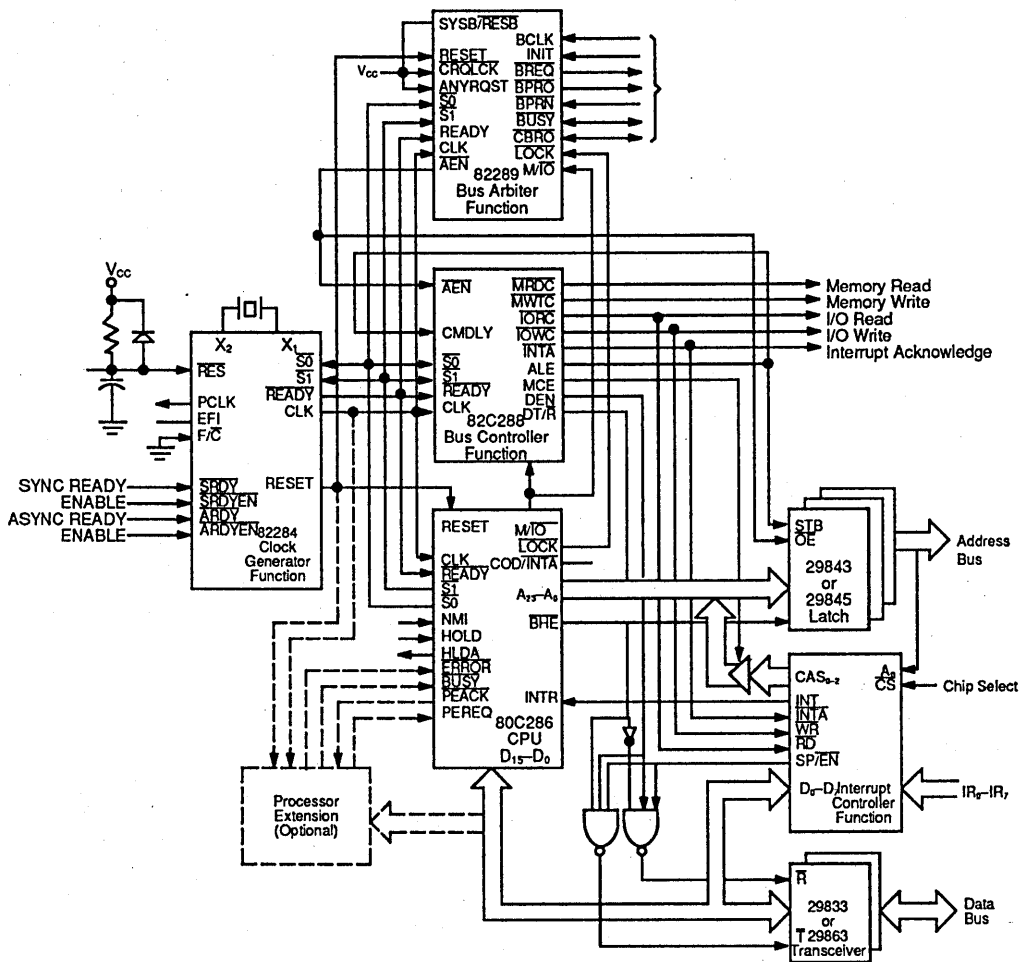 SYSB/RESB
BCLK
RESET
INIT
Vcc
CRQLCK
BREQ
ANYRQST
BPRO
S0
BPRN
S1
BUSY
READY
CBRO
CLK
LOCK
AEN
M/IO
82289
Bus Arbiter
Function
Vcc
AEN
MRDC
Memory Read
MWTC
Memory Write
CMDLY
IORC
I/O Read
IOWC
I/O Write
INTA
Interrupt Acknowledge
X2
X1
S0
S0
ALE
RES
S1
S1
MCE
READY
READY
DEN
PCLK
CLK
CLK
DT/R
EFI
82C288
F/C
Bus Controller
Function
SYNC READY
SRDY
RESET
ENABLE
SRDYEN
ASYNC READY
ARDY
ENABLE
ARDYEN
82284
Clock
Generator
Function
RESET
M/IO
LOCK
CLK
COD/INTA
READY
S1
A23–A0
S0
NMI
BHE
HOLD
HLDA
ERROR
BUSY
PEACK
INTR
PEREQ
80C286
CPU
D15–D0
STB
OE
29843
or
29845
Latch
Address
Bus
CAS0-2
A0
CS
Chip Select
INT
INTA
WR
RD
SP/EN
D0–D7 Interrupt
Controller
Function
IR0–IR7
Processor
Extension
(Optional)
R
29833
or
T 29863
Transceiver
Data
Bus